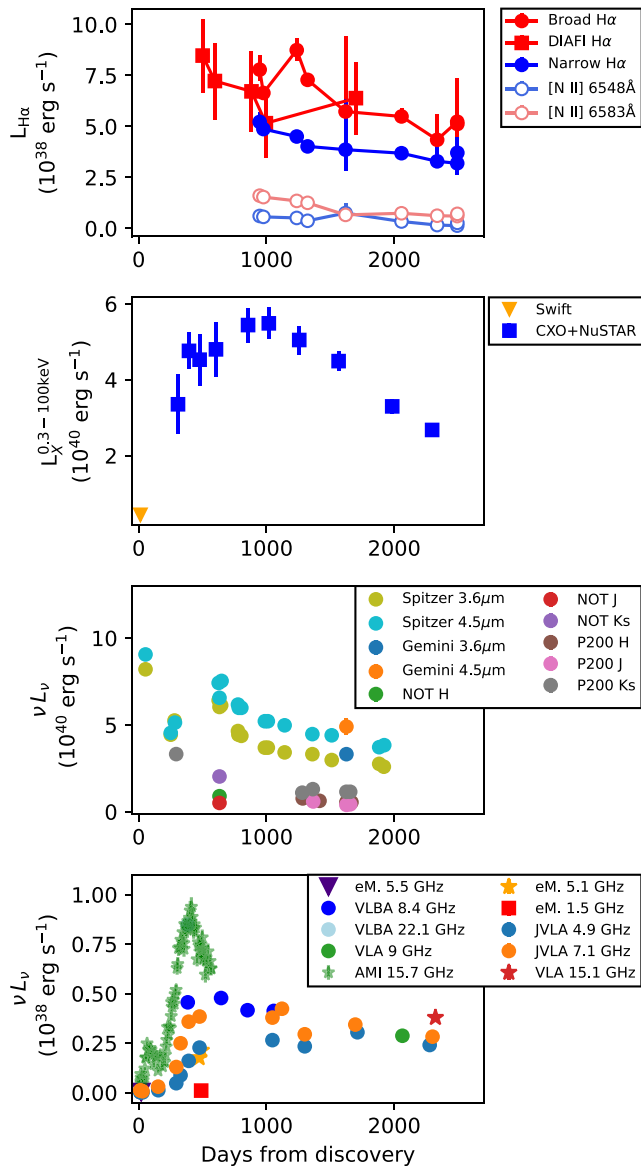 10.0
7.5
5.0
2.5
0.0
L_Hα
(10^38 erg s^−1)
0
1000
2000
Broad Hα
DIAFI Hα
Narrow Hα
[N II] 6548Å
[N II] 6583Å
6
4
2
L_X^0.3−100keV
(10^40 erg s^−1)
0
1000
2000
Swift
CXO+NuSTAR
10
5
0
ν L_ν
(10^40 erg s^−1)
0
1000
2000
Spitzer 3.6μm
Spitzer 4.5μm
Gemini 3.6μm
Gemini 4.5μm
NOT H
NOT J
NOT Ks
P200 H
P200 J
P200 Ks
1.00
0.75
0.50
0.25
0.00
ν L_ν
(10^38 erg s^−1)
0
1000
2000
Days from discovery
eM. 5.5 GHz
VLBA 8.4 GHz
VLBA 22.1 GHz
VLA 9 GHz
AMI 15.7 GHz
eM. 5.1 GHz
eM. 1.5 GHz
JVLA 4.9 GHz
JVLA 7.1 GHz
VLA 15.1 GHz